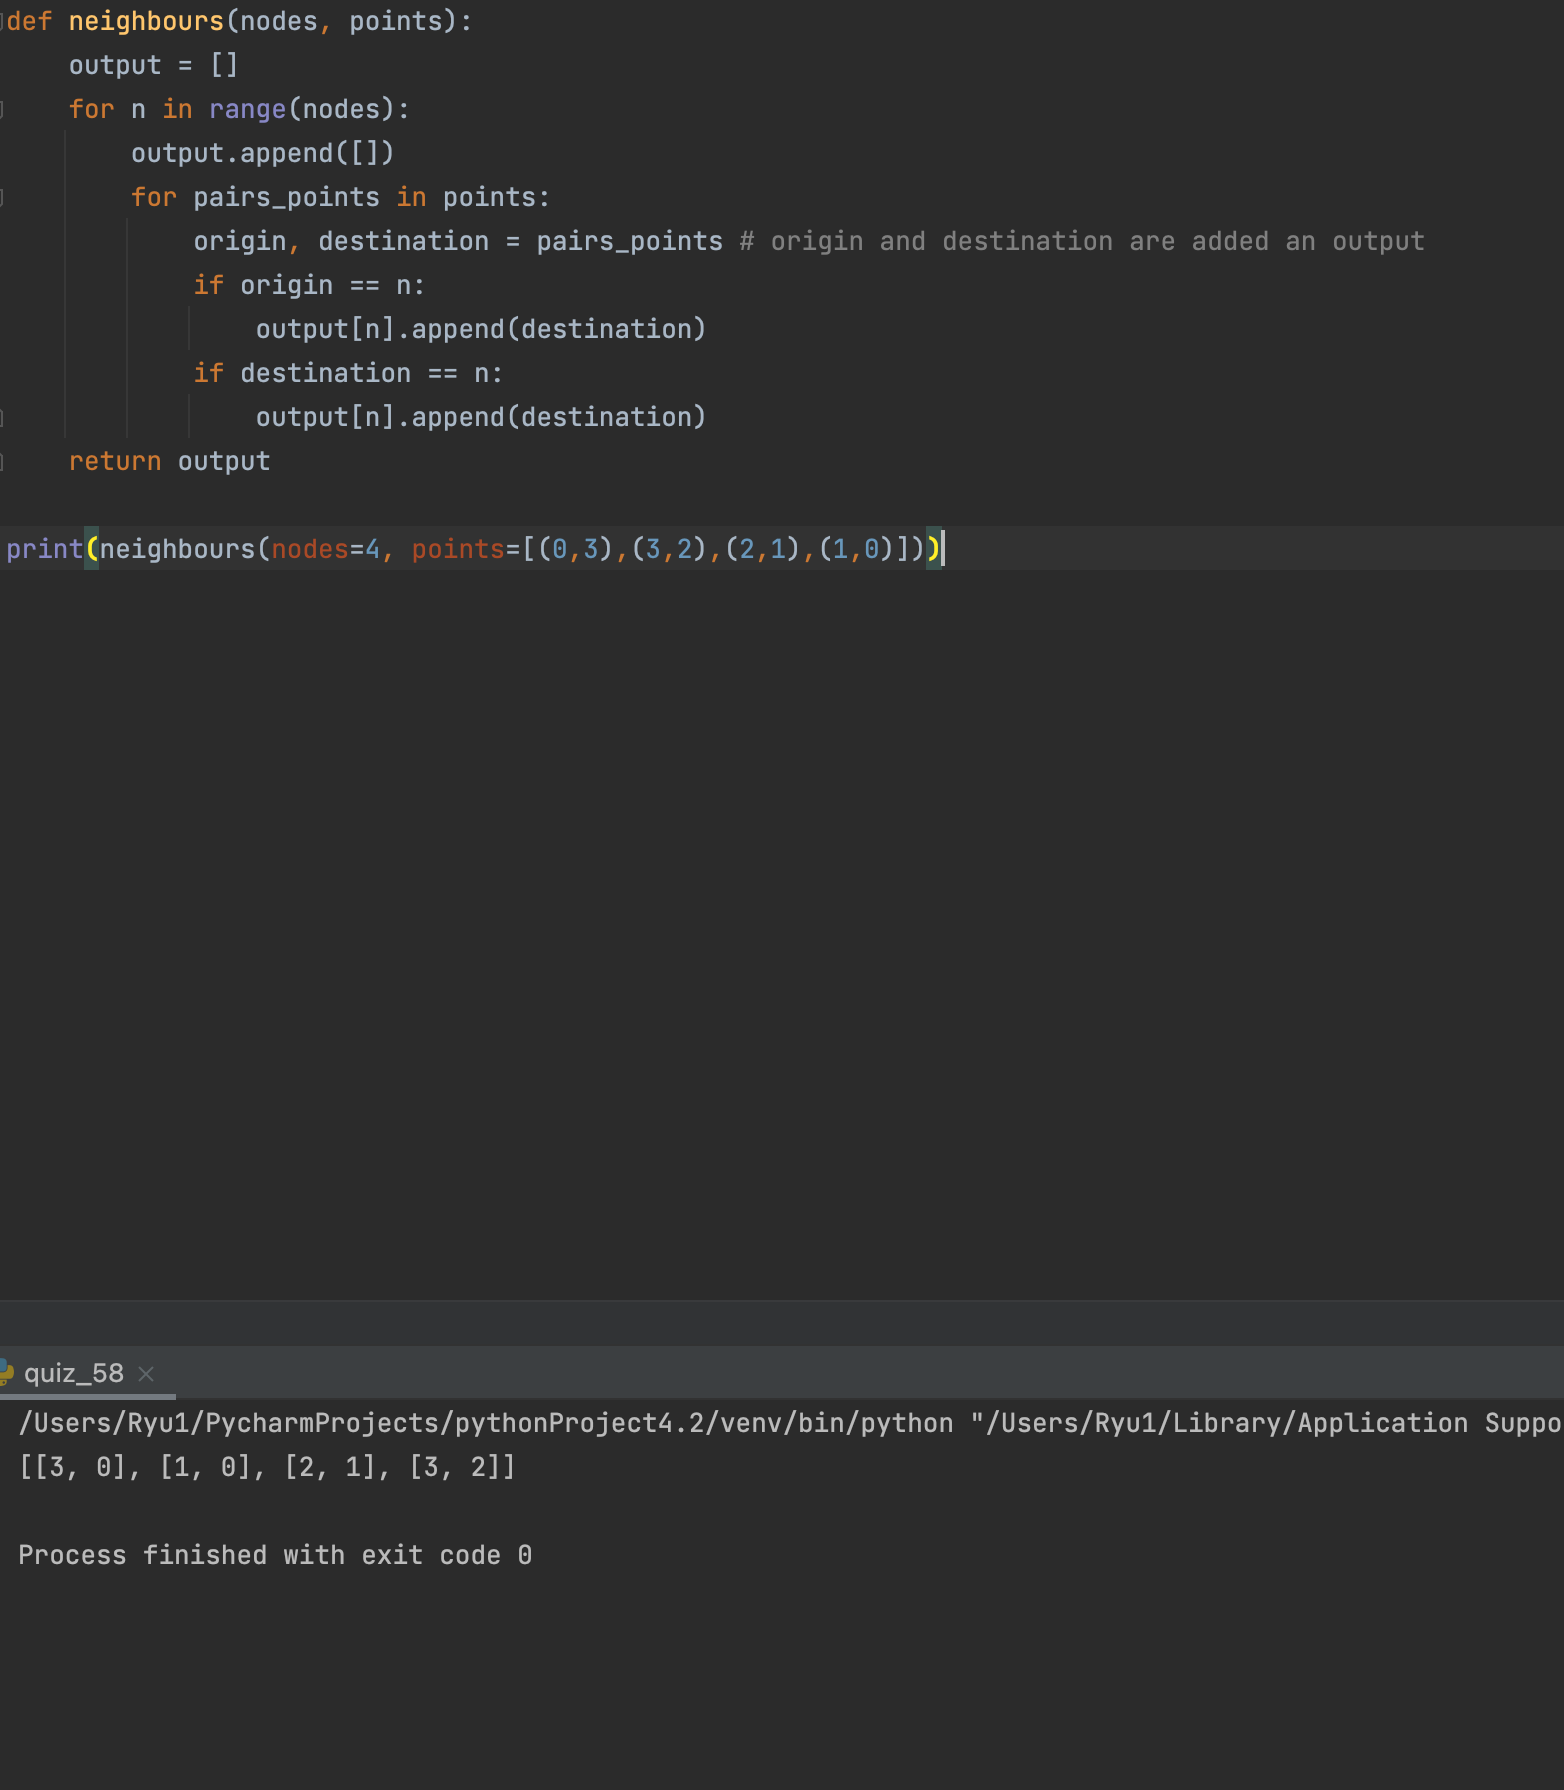 def neighbours(nodes, points):
    output = []
    for n in range(nodes):
        output.append([])
        for pairs_points in points:
            origin, destination = pairs_points # origin and destination are added an output
            if origin == n:
                output[n].append(destination)
            if destination == n:
                output[n].append(destination)
    return output
print(neighbours(nodes=4, points=[(0,3),(3,2),(2,1),(1,0)]))
quiz_58
/Users/Ryu1/PycharmProjects/pythonProject4.2/venv/bin/python "/Users/Ryu1/Library/Application Suppo
[[3, 0], [1, 0], [2, 1], [3, 2]]
Process finished with exit code 0